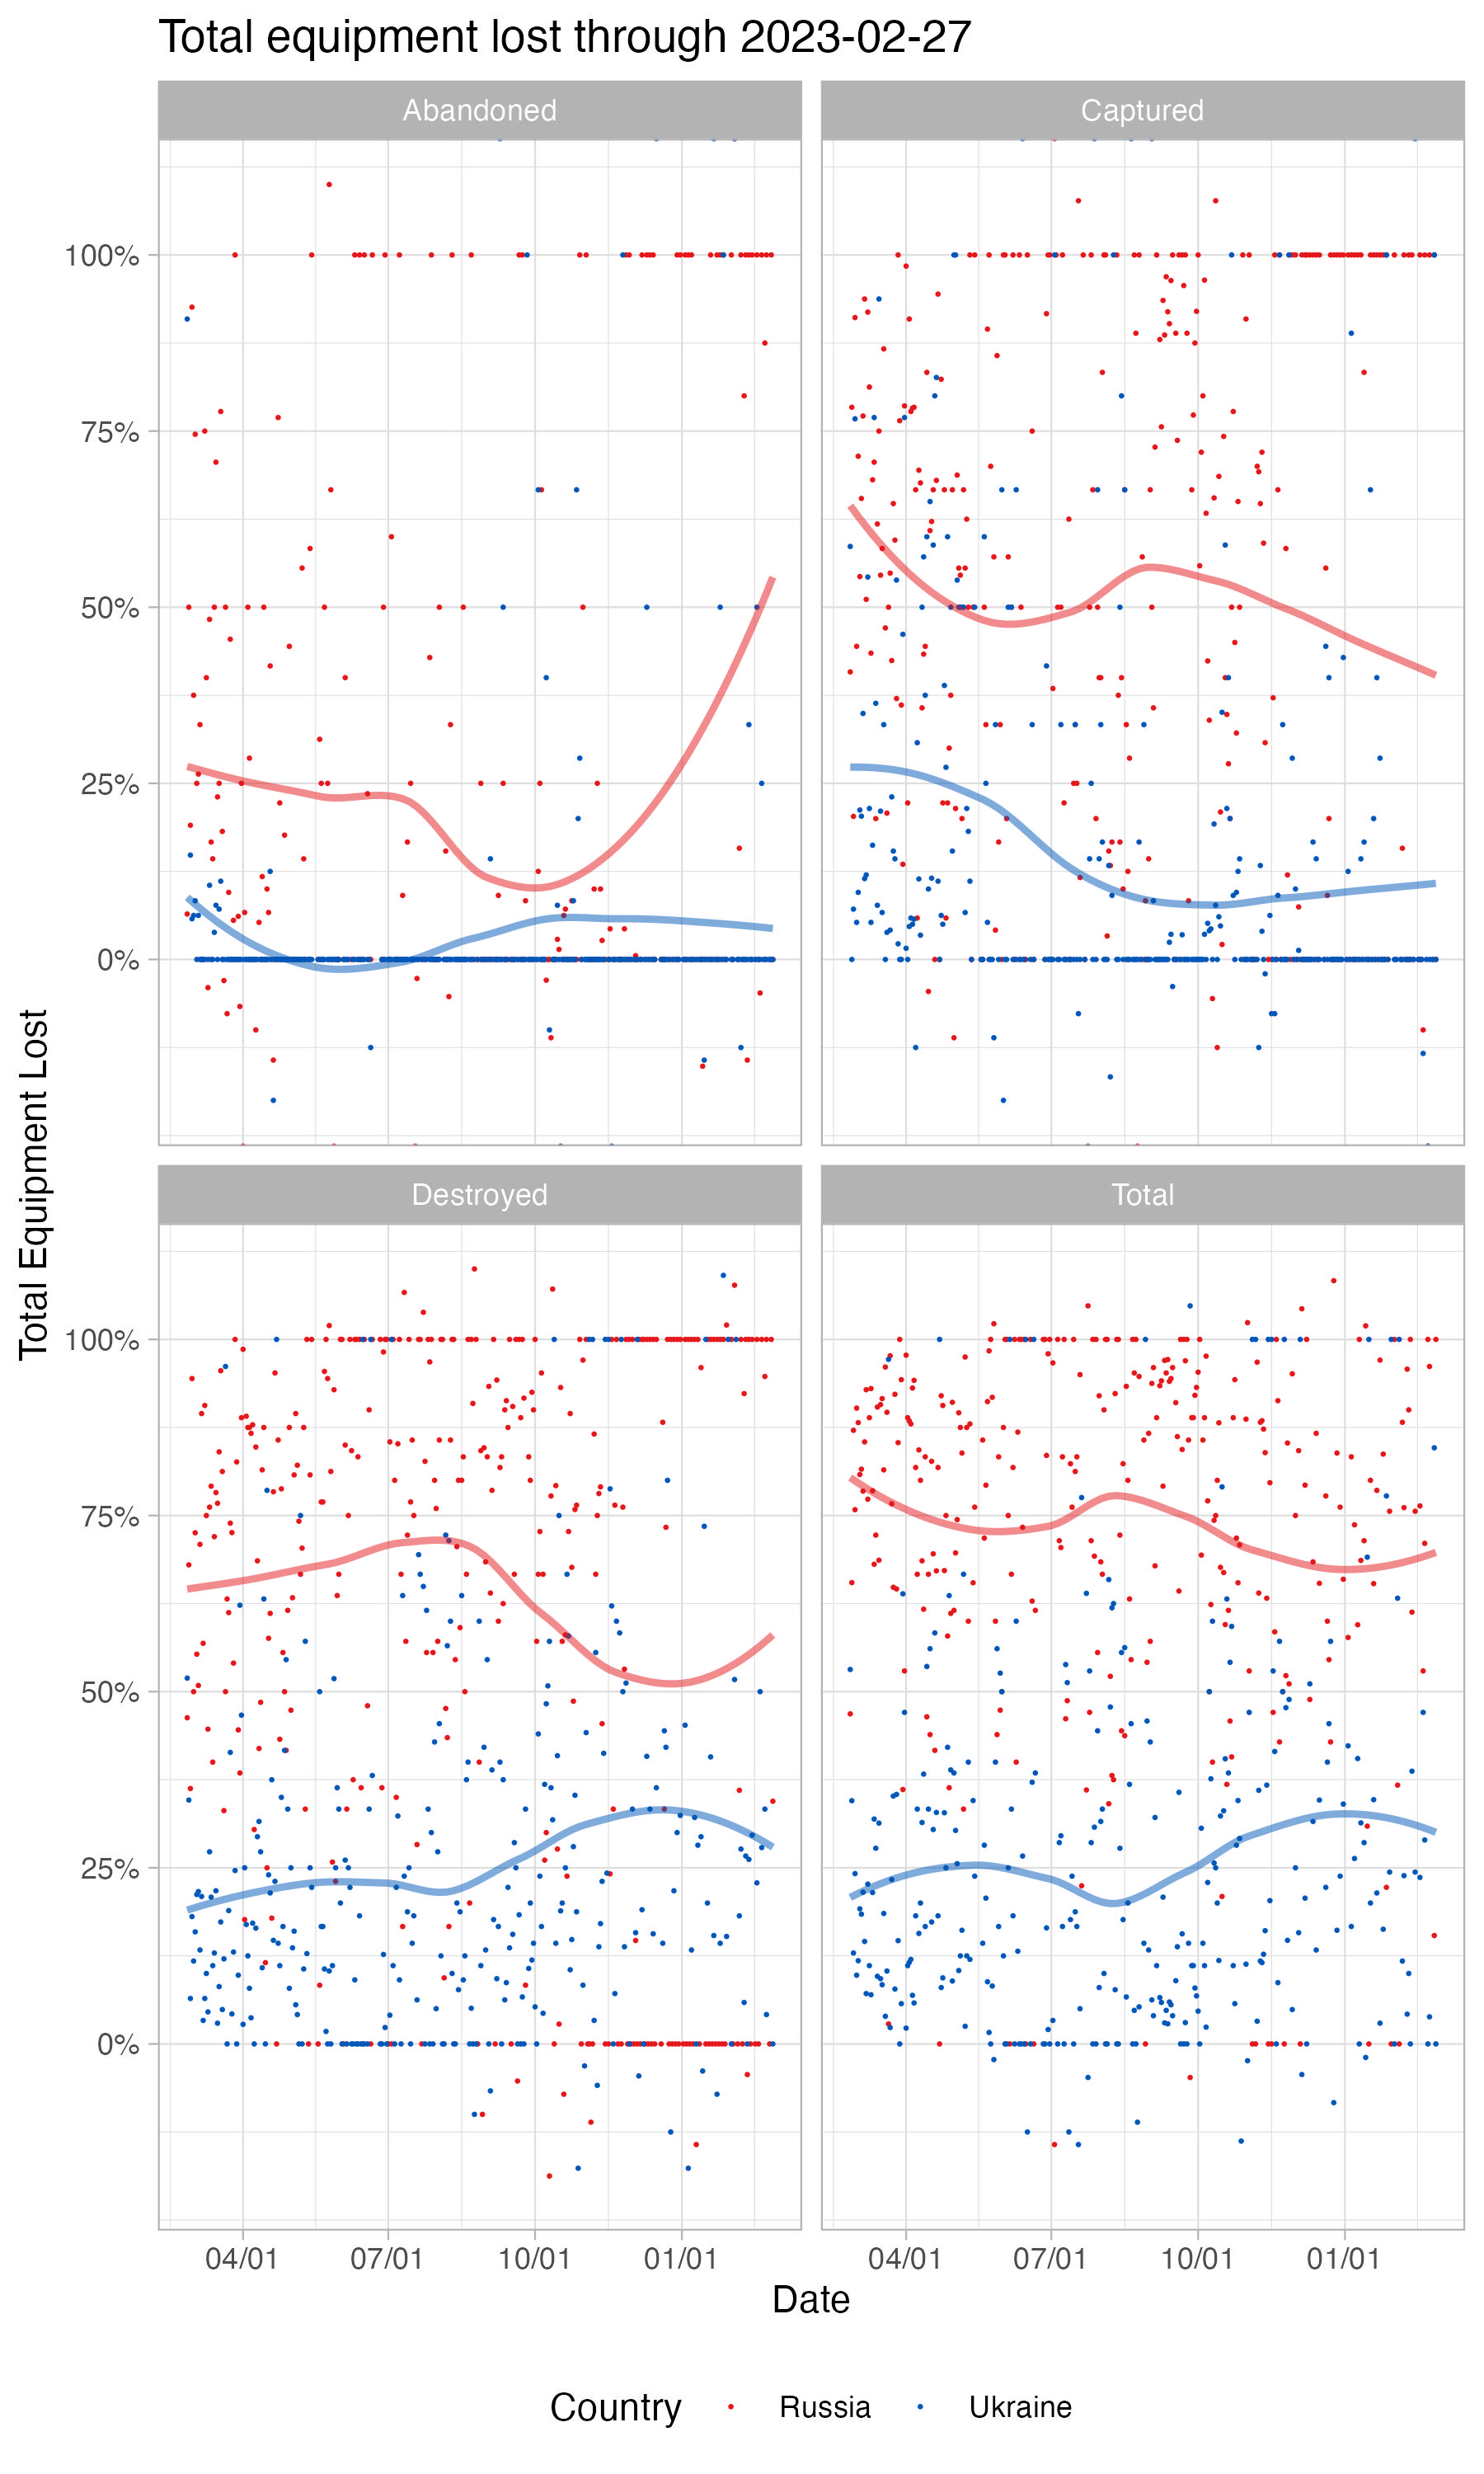 Total equipment lost through 2023-02-27
Abandoned
Captured
100%
75%
50%
25%
0%
Destroyed
Total
100%
75%
50%
25%
0%
Total Equipment Lost
04/01
07/01
10/01
01/01
04/01
07/01
10/01
01/01
Date
Country
Russia
Ukraine